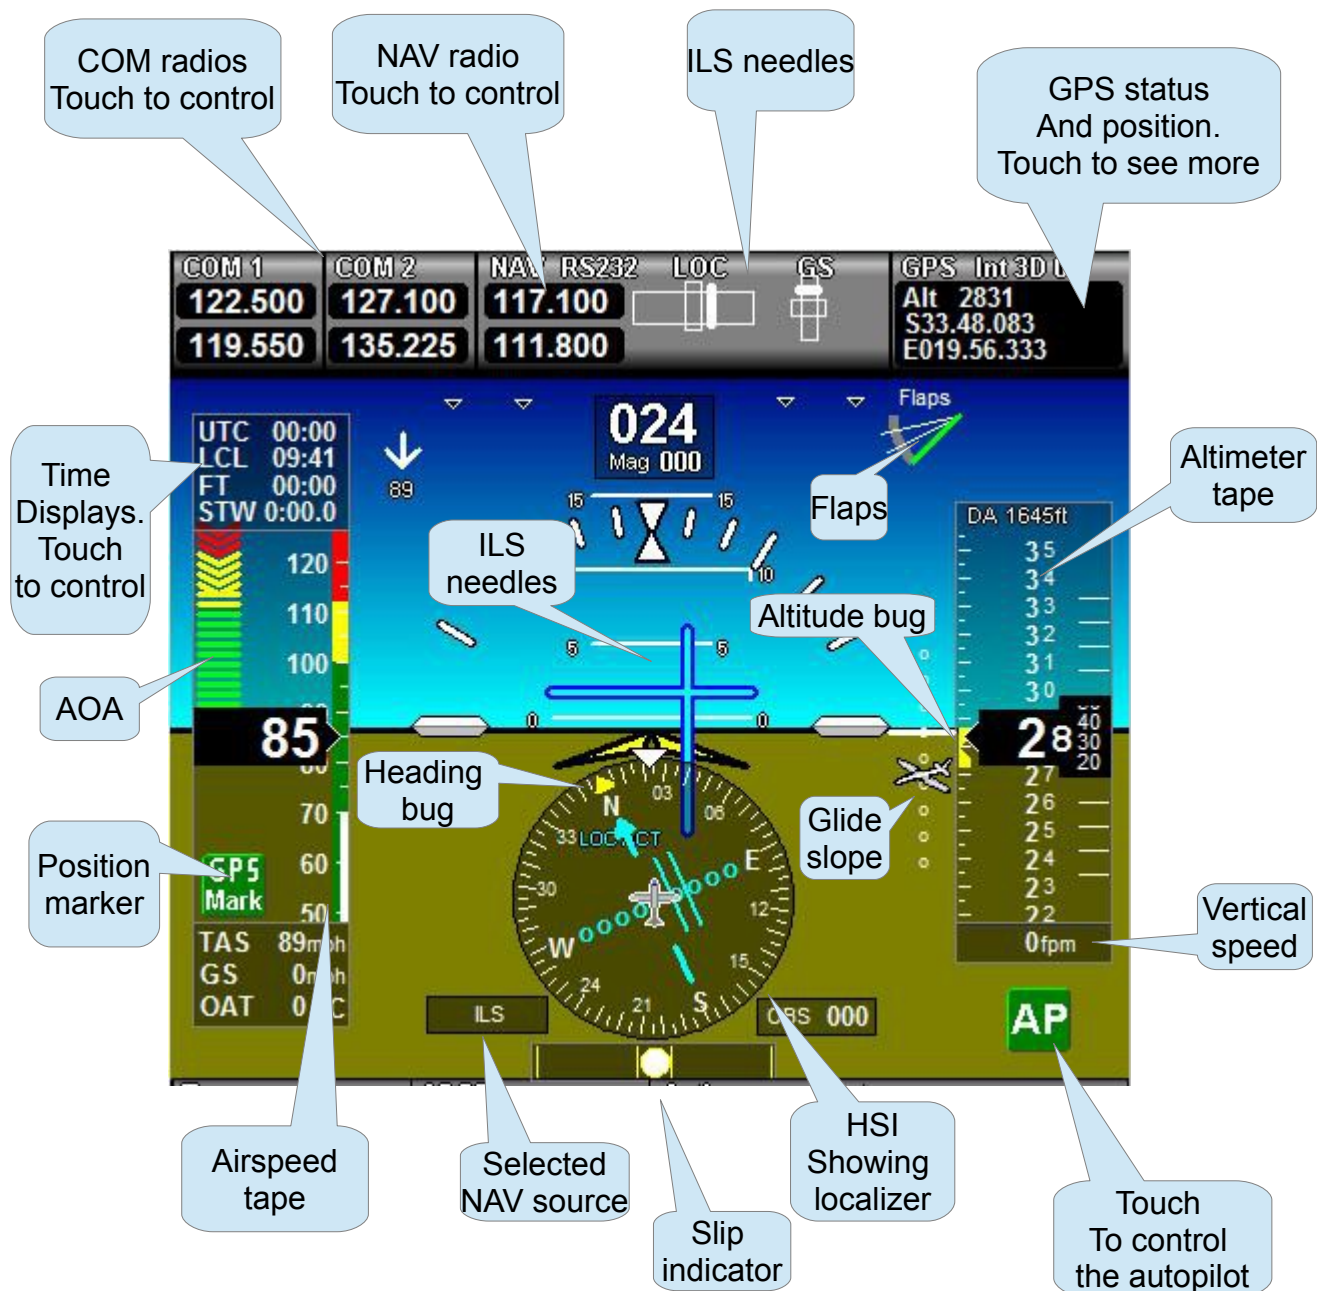 COM radios
Touch to control
NAV radio
Touch to control
ILS needles
GPS status
And position.
Touch to see more
COM 1
COM 2
NAV RS232
LOC
GS
GPS Int 3D
122.500
127.100
117.100
Alt 2831
S33.48.083
E019.56.333
119.550
135.225
111.800
UTC 00:00
LCL 09:41
FT 00:00
STW 0:00.0
89
024
Mag 000
Flaps
Time
Displays.
Touch
to control
Flaps
Altimeter
tape
DA 1645ft
15
15
10
5
5
0
0
ILS
needles
Altitude bug
120
110
100
85
70
60
50
AOA
35
34
33
32
31
30
28
40
30
20
27
26
25
24
23
22
Heading
bug
Glide
slope
Position
marker
GPS
Mark
N
03
06
E
12
15
S
21
24
W
30
33
LOC
Vertical
speed
0fpm
TAS 89mph
GS 0mph
OAT 0 C
ILS
OBS 000
AP
Airspeed
tape
Selected
NAV source
Slip
indicator
HSI
Showing
localizer
Touch
To control
the autopilot